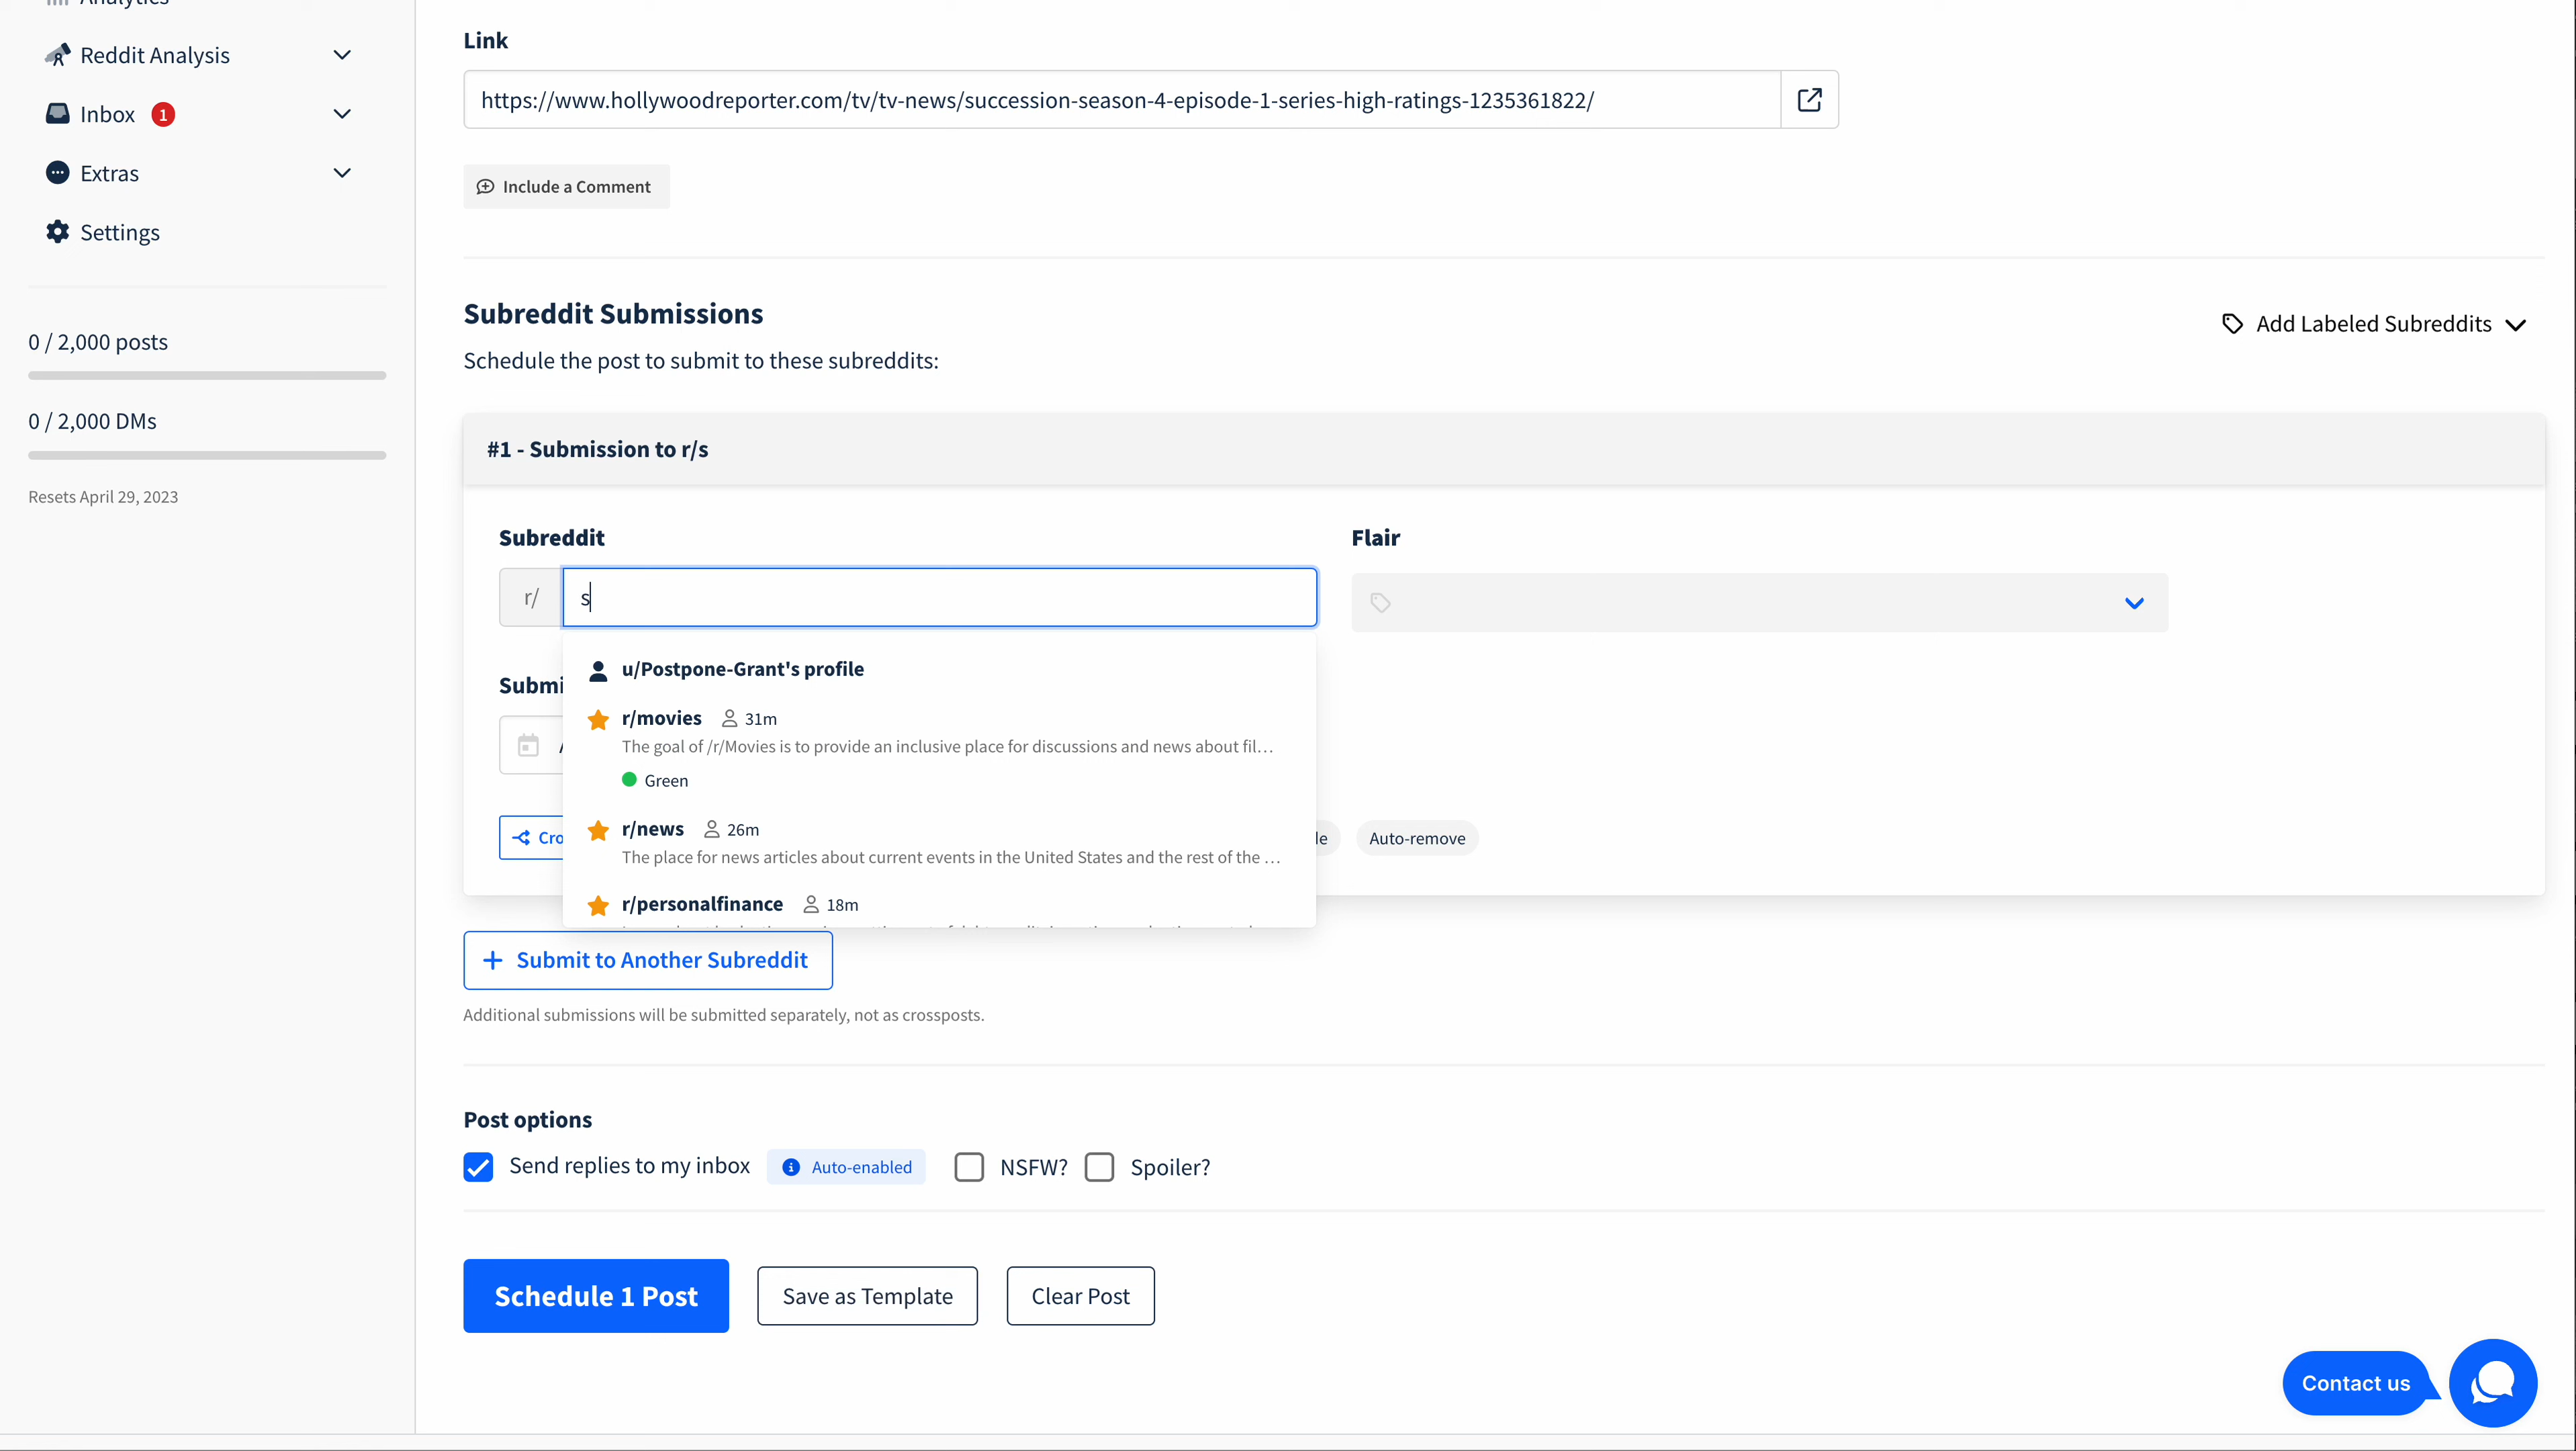 Reddit Analysis
Inbox 1
Extras
Settings
0 / 2,000 posts
0 / 2,000 DMs
Resets April 29, 2023
Link
https://www.hollywoodreporter.com/tv/tv-news/succession-season-4-episode-1-series-high-ratings-1235361822/
Include a Comment
Subreddit Submissions
Add Labeled Subreddits
Schedule the post to submit to these subreddits:
#1 - Submission to r/s
Subreddit
Flair
r/ s
u/Postpone-Grant's profile
Submi
r/movies 31m
The goal of /r/Movies is to provide an inclusive place for discussions and news about fil...
Green
r/news 26m
Cro
le
Auto-remove
The place for news articles about current events in the United States and the rest of the ...
r/personalfinance 18m
Submit to Another Subreddit
Additional submissions will be submitted separately, not as crossposts.
Post options
Send replies to my inbox
Auto-enabled
NSFW?
Spoiler?
Schedule 1 Post
Save as Template
Clear Post
Contact us